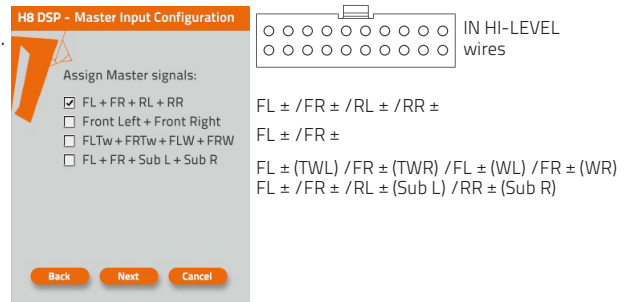 H8 DSP - Master Input Configuration
IN HI-LEVEL
wires
Assign Master signals:
FL + FR + RL + RR
FL ± / FR ± / RL ± / RR ±
Front Left + Front Right
FL ± / FR ±
FLTw + FRTw + FLW + FRW
FL ± (TWL) / FR ± (TWR) / FL ± (WL) / FR ± (WR)
FL + FR + Sub L + Sub R
FL ± / FR ± / RL ± (Sub L) / RR ± (Sub R)
Back Next Cancel